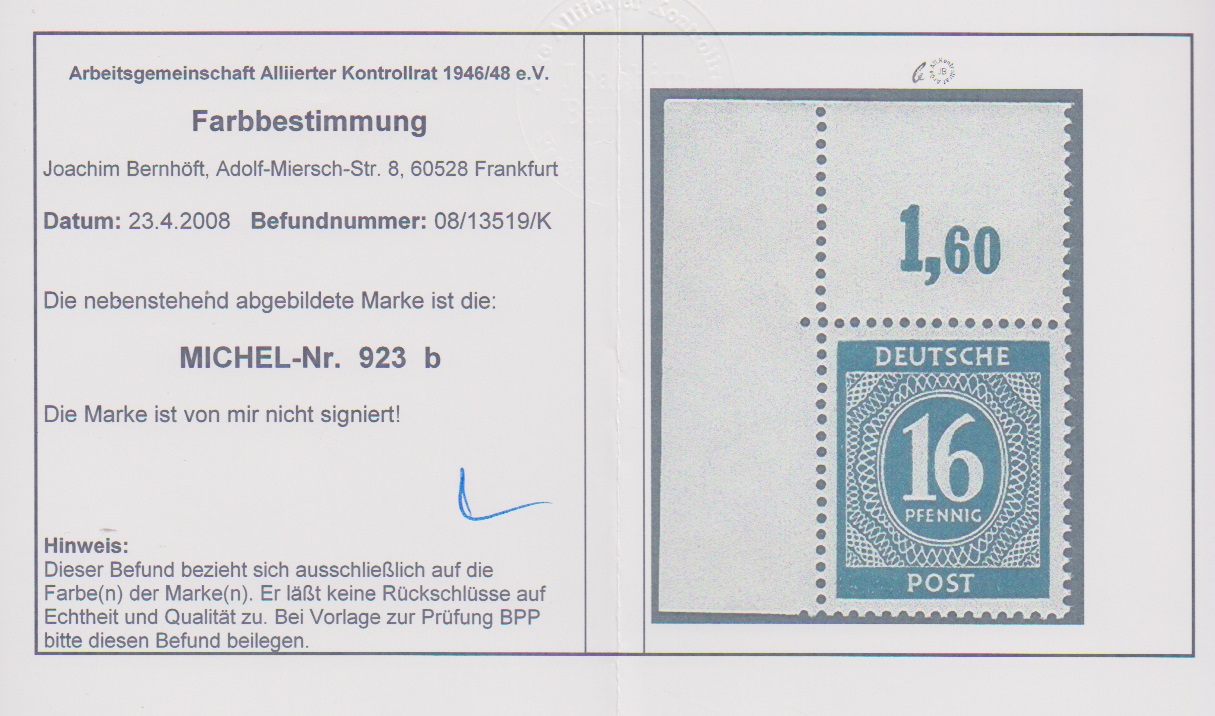 Arbeitsgemeinschaft Alliierter Kontrollrat 1946/48 e.V.
Farbbestimmung
Joachim Bernhöft, Adolf-Miersch-Str. 8, 60528 Frankfurt
Datum: 23.4.2008 Befundnummer: 08/13519/K
Die nebenstehend abgebildete Marke ist die:
MICHEL-Nr. 923 b
Die Marke ist von mir nicht signiert!
Hinweis:
Dieser Befund bezieht sich ausschließlich auf die
Farbe(n) der Marke(n). Er läßt keine Rückschlüsse auf
Echtheit und Qualität zu. Bei Vorlage zur Prüfung BPP
bitte diesen Befund beilegen.
JB
1,60
DEUTSCHE
16
PFENNIG
POST